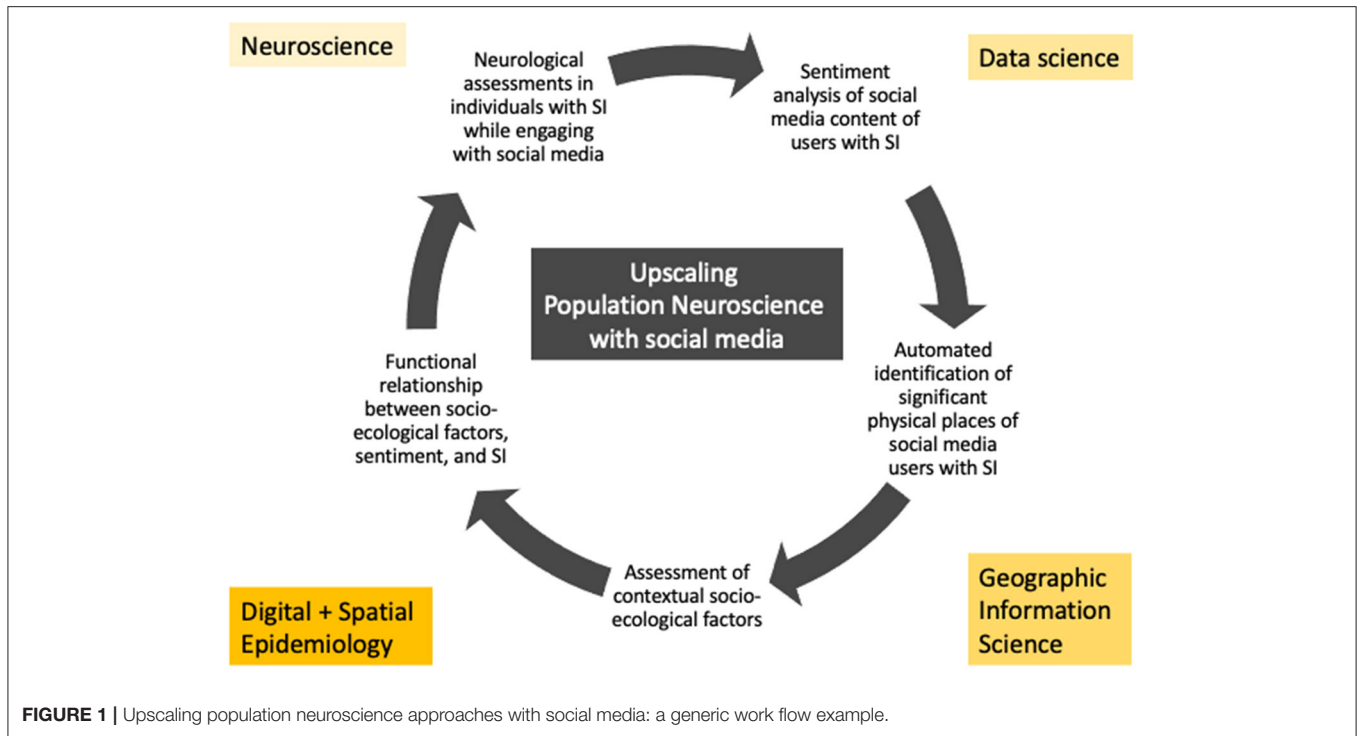 Neuroscience
Neurological
assessments in
individuals with SI
while engaging
with social media
Sentiment
analysis of social
media content of
users with SI
Data science
Upscaling
Population Neuroscience
with social media
Functional
relationship
between socio-
ecological factors,
sentiment, and SI
Automated
identification of
significant
physical places of
social media
users with SI
Assessment of
contextual socio-
ecological factors
Digital + Spatial
Epidemiology
Geographic
Information
Science
FIGURE 1 | Upscaling population neuroscience approaches with social media: a generic work flow example.